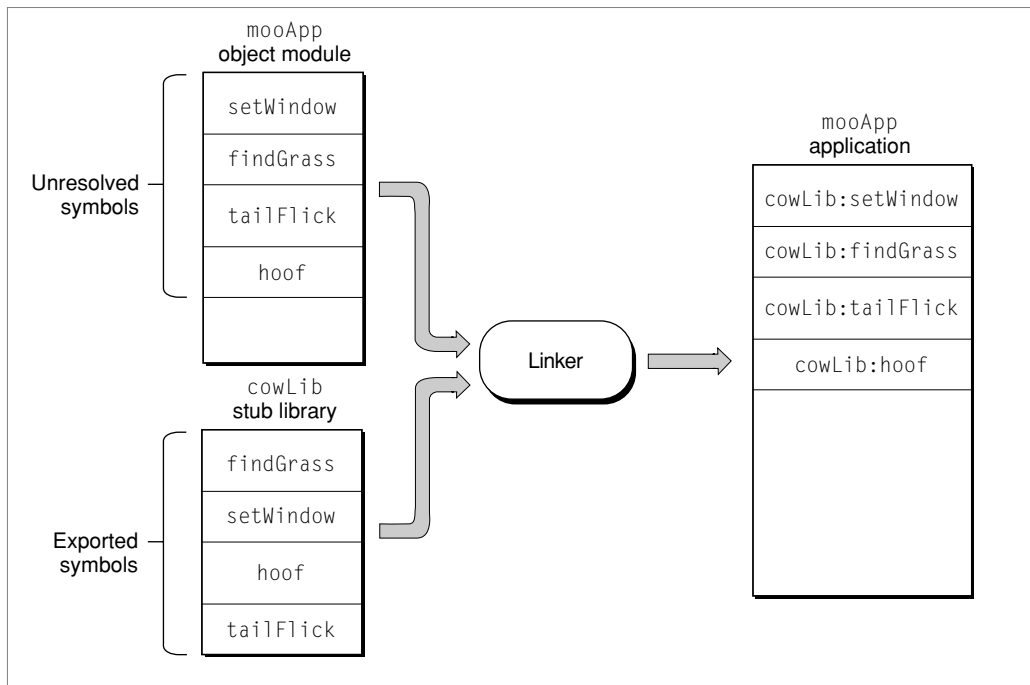 mooApp
object module
setWindow
findGrass
tailFlick
hoof
Unresolved
symbols
cowLib
stub library
findGrass
setWindow
hoof
tailFlick
Exported
symbols
Linker
mooApp
application
cowLib:setWindow
cowLib:findGrass
cowLib:tailFlick
cowLib:hoof